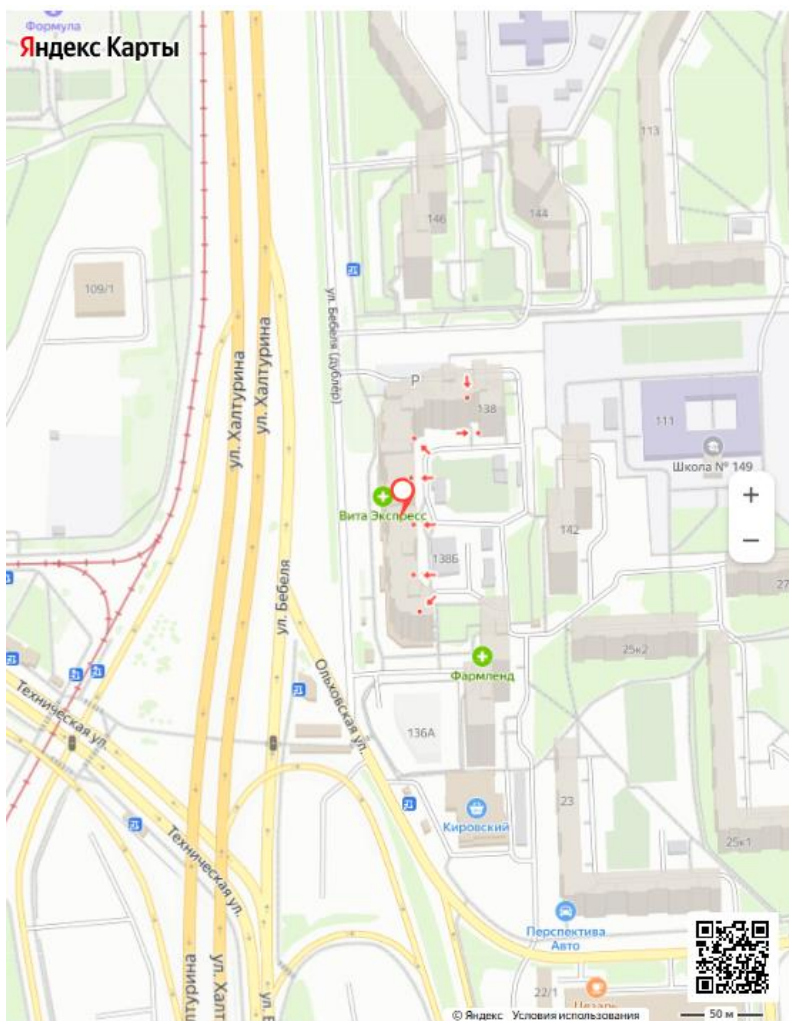 Формула
Яндекс Карты
113
146
144
109/1
ул. Бебеля (дублёр)
ул. Халтурина
ул. Халтурина
P
138
111
Школа № 149
+
Вита Экспресс
−
142
138Б
27
ул. Бебеля
25к2
Фармленд
Ольховская ул.
Техническая ул.
136А
23
Кировский
25к1
Техническая ул.
Перспектива
Авто
ул. Халт
22/1
Цезарь
© Яндекс Условия использования
50 м